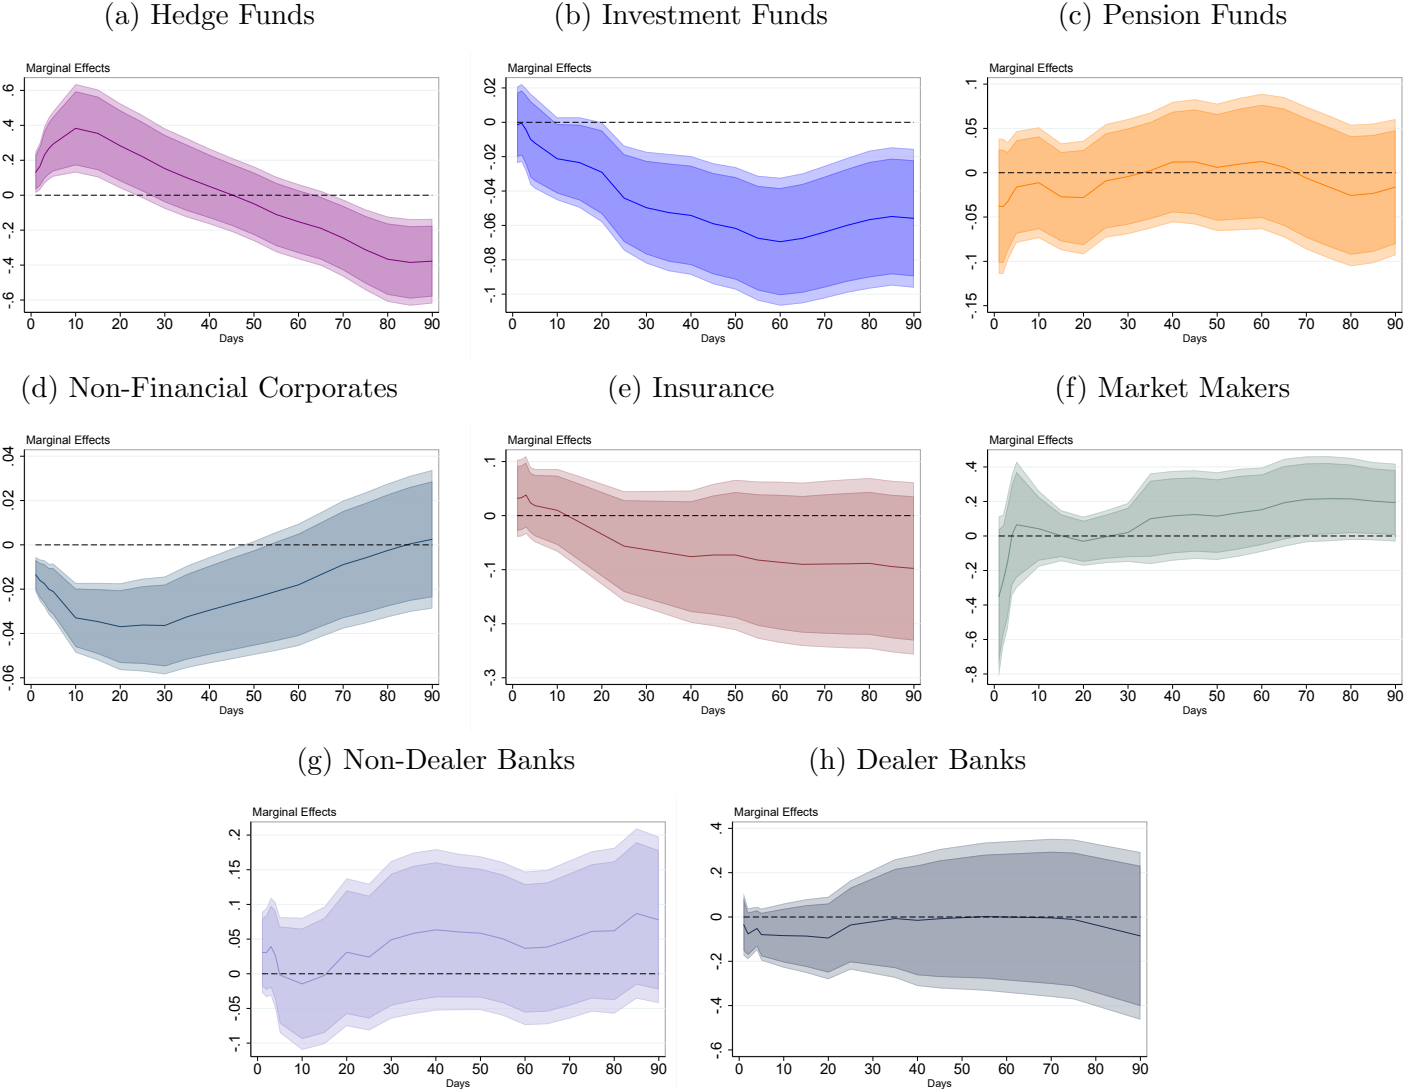 (a) Hedge Funds
Marginal Effects
.6
.4
.2
0
-.2
-.4
-.6
0 10 20 30 40 50 60 70 80 90
Days
(b) Investment Funds
Marginal Effects
.02
0
-.02
-.04
-.06
-.08
-.1
0 10 20 30 40 50 60 70 80 90
Days
(c) Pension Funds
Marginal Effects
.1
.05
0
-.05
-.1
-.15
0 10 20 30 40 50 60 70 80 90
Days
(d) Non-Financial Corporates
Marginal Effects
.04
.02
0
-.02
-.04
-.06
0 10 20 30 40 50 60 70 80 90
Days
(e) Insurance
Marginal Effects
.1
0
-.1
-.2
-.3
0 10 20 30 40 50 60 70 80 90
Days
(f) Market Makers
Marginal Effects
.4
.2
0
-.2
-.4
-.6
-.8
0 10 20 30 40 50 60 70 80 90
Days
(g) Non-Dealer Banks
Marginal Effects
.2
.15
.1
.05
0
-.05
-.1
0 10 20 30 40 50 60 70 80 90
Days
(h) Dealer Banks
Marginal Effects
.4
.2
0
-.2
-.4
-.6
0 10 20 30 40 50 60 70 80 90
Days